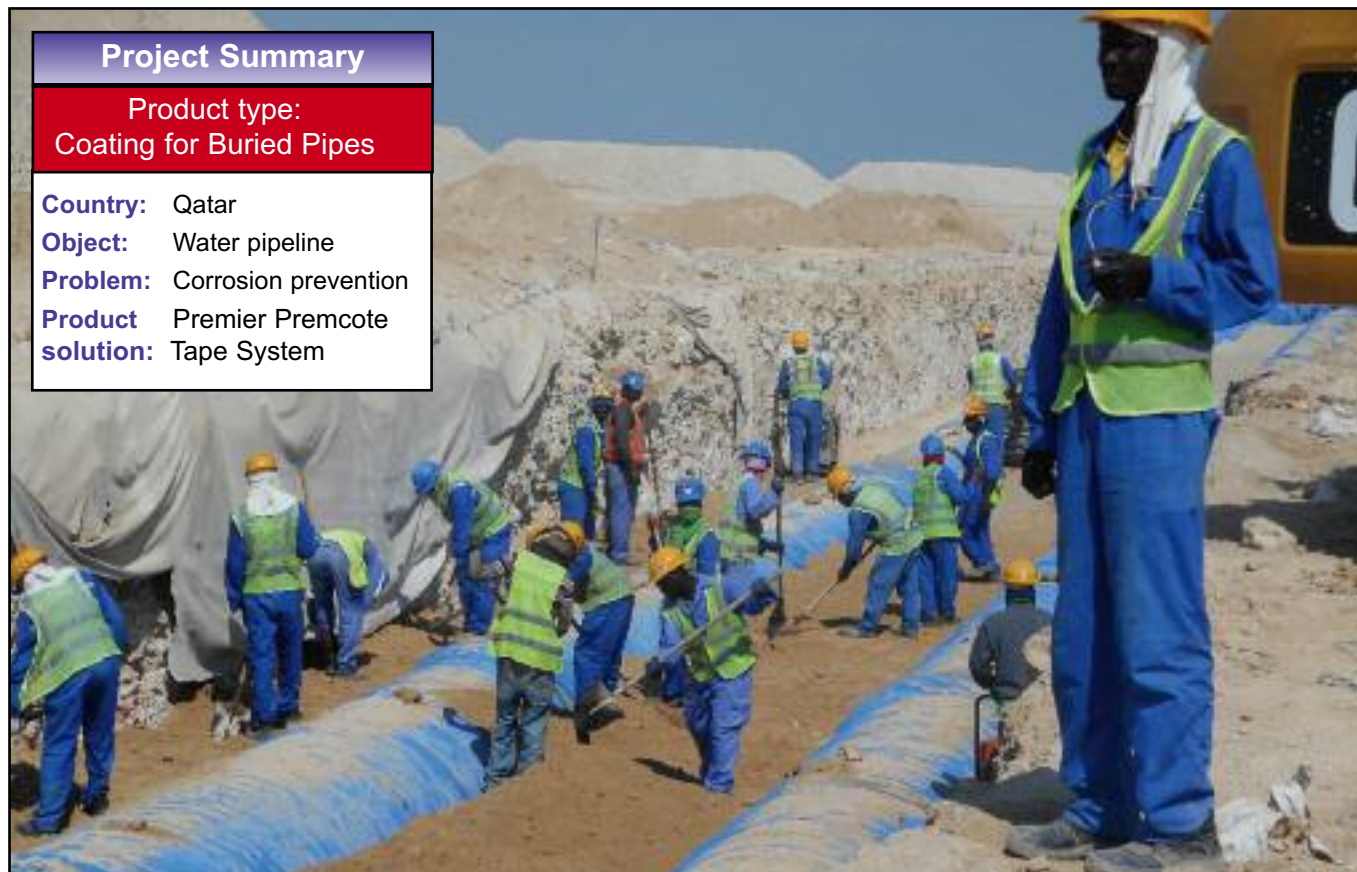 Project Summary
Product type:
Coating for Buried Pipes
Country: Qatar
Object: Water pipeline
Problem: Corrosion prevention
Product Premier Premcote
solution: Tape System